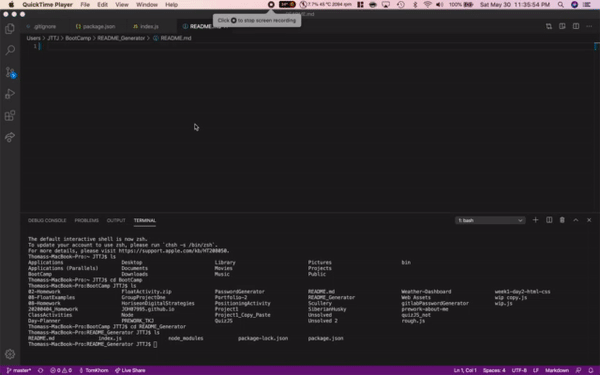 QuickTime Player File Edit View Window Help 7.7% 45 °C 2084 rpm 100% Sat May 30 11:35:54
Click to stop screen recording
.gitignore package.json index.js README.md
Users > JTTJ > BootCamp > README_Generator > README.md
1
DEBUG CONSOLE PROBLEMS OUTPUT TERMINAL 1: bash
The default interactive shell is now zsh.
To update your account to use zsh, please run `chsh -s /bin/zsh`.
For more details, please visit https://support.apple.com/kb/HT208050.
Thomass-MacBook-Pro:~ JTTJ$ ls
Applications Desktop Library Pictures bin
Applications (Parallels) Documents Movies Projects
BootCamp Downloads Music Public
Thomass-MacBook-Pro:~ JTTJ$ cd BootCamp
Thomass-MacBook-Pro:BootCamp JTTJ$ ls
02-Homework FloatActivity.zip PasswordGenerator README.md Weather-Dashboard week1-day2-html-css
08-FloatExamples GroupProjectOne Portfolio-2 README_Generator Web Assets wip copy.js
08-Homework HoriseonDigitalStrategies PositioningActivity Scullery gitlabPasswordGenerator wip.js
20200404_Homework Project1 SiberianHusky prework-about-me
ClassActivities Node Project1_Copy_Paste Unsolved quizJS_not
Day-Planner PREWORK_TKJ QuizJS Unsolved 2 rough.js
Thomass-MacBook-Pro:BootCamp JTTJ$ cd README_Generator
Thomass-MacBook-Pro:README_Generator JTTJ$ ls
README.md index.js node_modules package-lock.json package.json
Thomass-MacBook-Pro:README_Generator JTTJ$
master* 0 0 TomKhom Live Share Ln 1, Col 1 Spaces: 4 UTF-8 LF Markdown